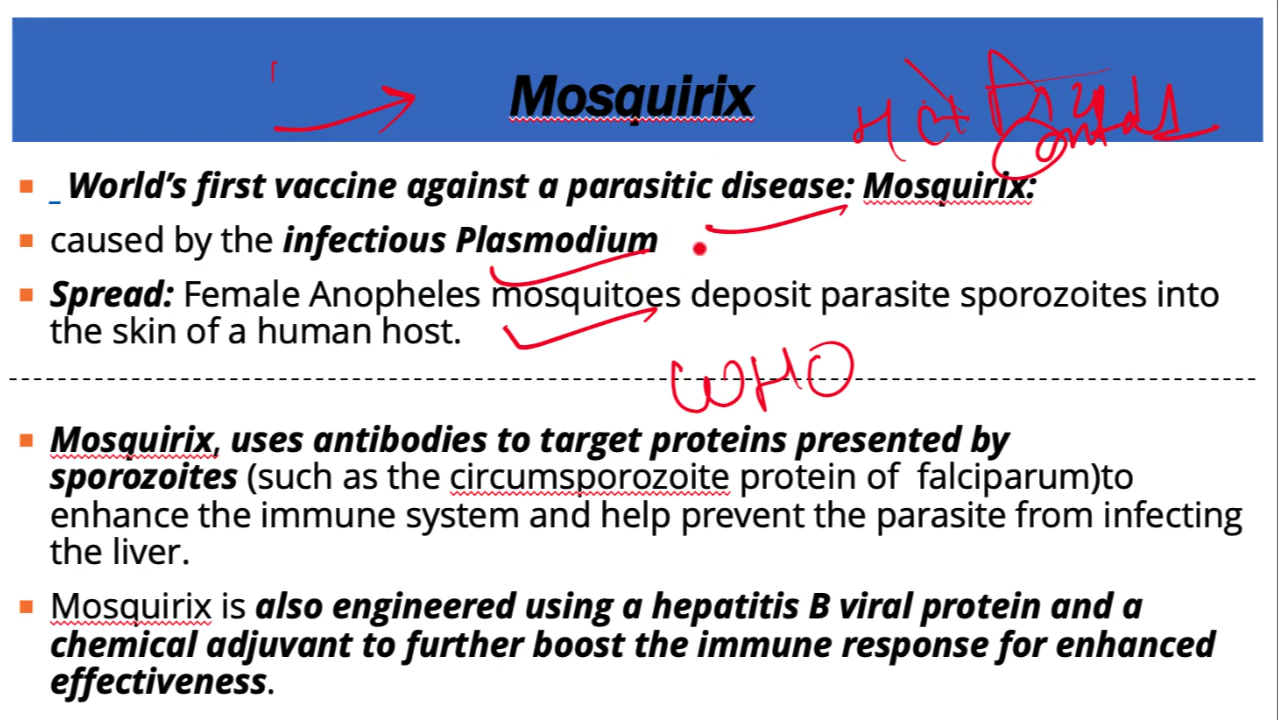 Mosquirix
World's first vaccine against a parasitic disease: Mosquirix:
caused by the infectious Plasmodium
Spread: Female Anopheles mosquitoes deposit parasite sporozoites into
the skin of a human host.
WHO
Mosquirix, uses antibodies to target proteins presented by
sporozoites (such as the circumsporozoite protein of falciparum)to
enhance the immune system and help prevent the parasite from infecting
the liver.
Mosquirix is also engineered using a hepatitis B viral protein and a
chemical adjuvant to further boost the immune response for enhanced
effectiveness.